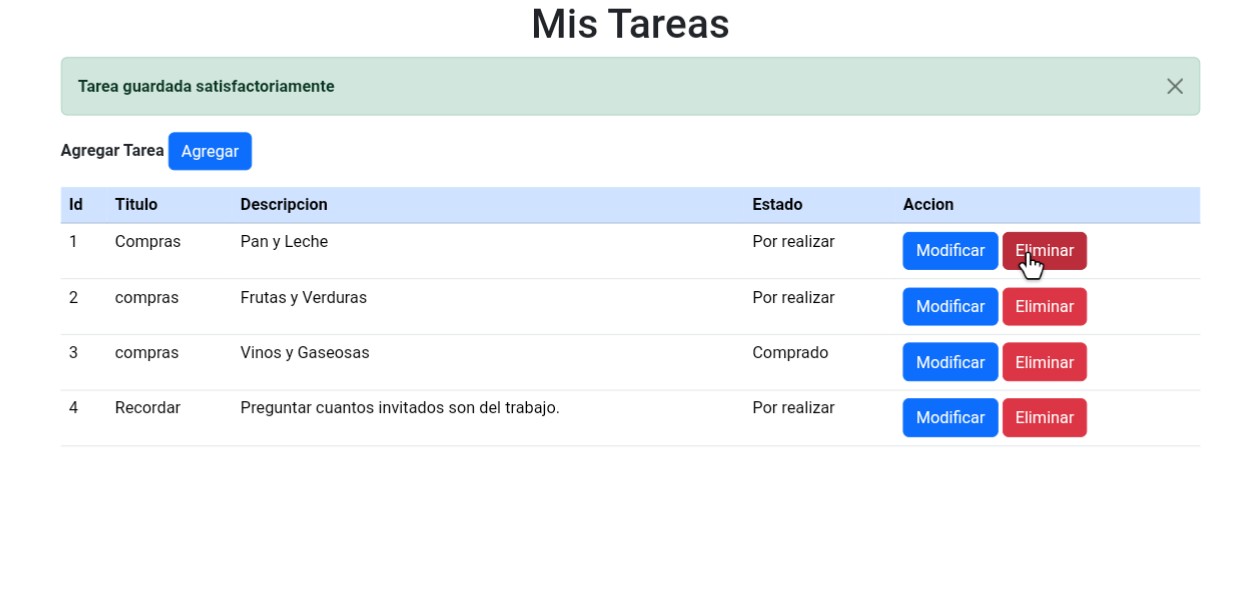 Mis Tareas
Tarea guardada satisfactoriamente
Agregar Tarea Agregar
Id Titulo Descripcion Estado Accion
1 Compras Pan y Leche Por realizar Modificar Eliminar
2 compras Frutas y Verduras Por realizar Modificar Eliminar
3 compras Vinos y Gaseosas Comprado Modificar Eliminar
4 Recordar Preguntar cuantos invitados son del trabajo. Por realizar Modificar Eliminar